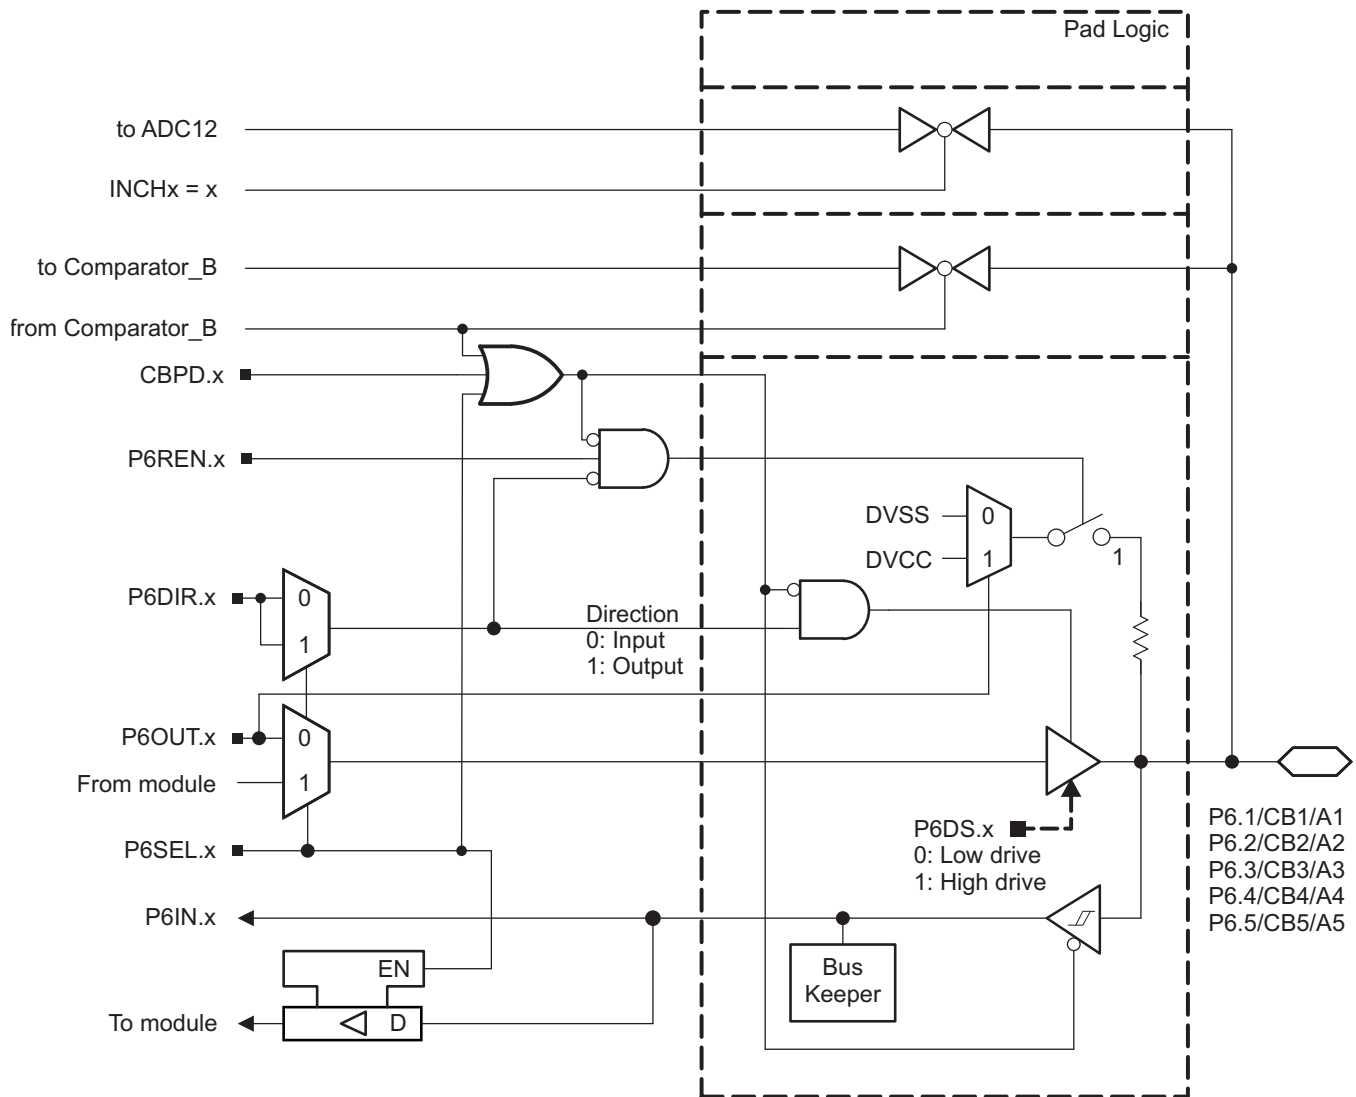 Pad Logic
to ADC12
INCHx = x
to Comparator_B
from Comparator_B
CBPD.x
P6REN.x
DVSS
0
DVCC
1
1
P6DIR.x
0
1
Direction
0: Input
1: Output
P6OUT.x
0
From module
1
P6SEL.x
P6DS.x
0: Low drive
1: High drive
P6.1/CB1/A1
P6.2/CB2/A2
P6.3/CB3/A3
P6.4/CB4/A4
P6.5/CB5/A5
P6IN.x
EN
Bus
Keeper
To module
D